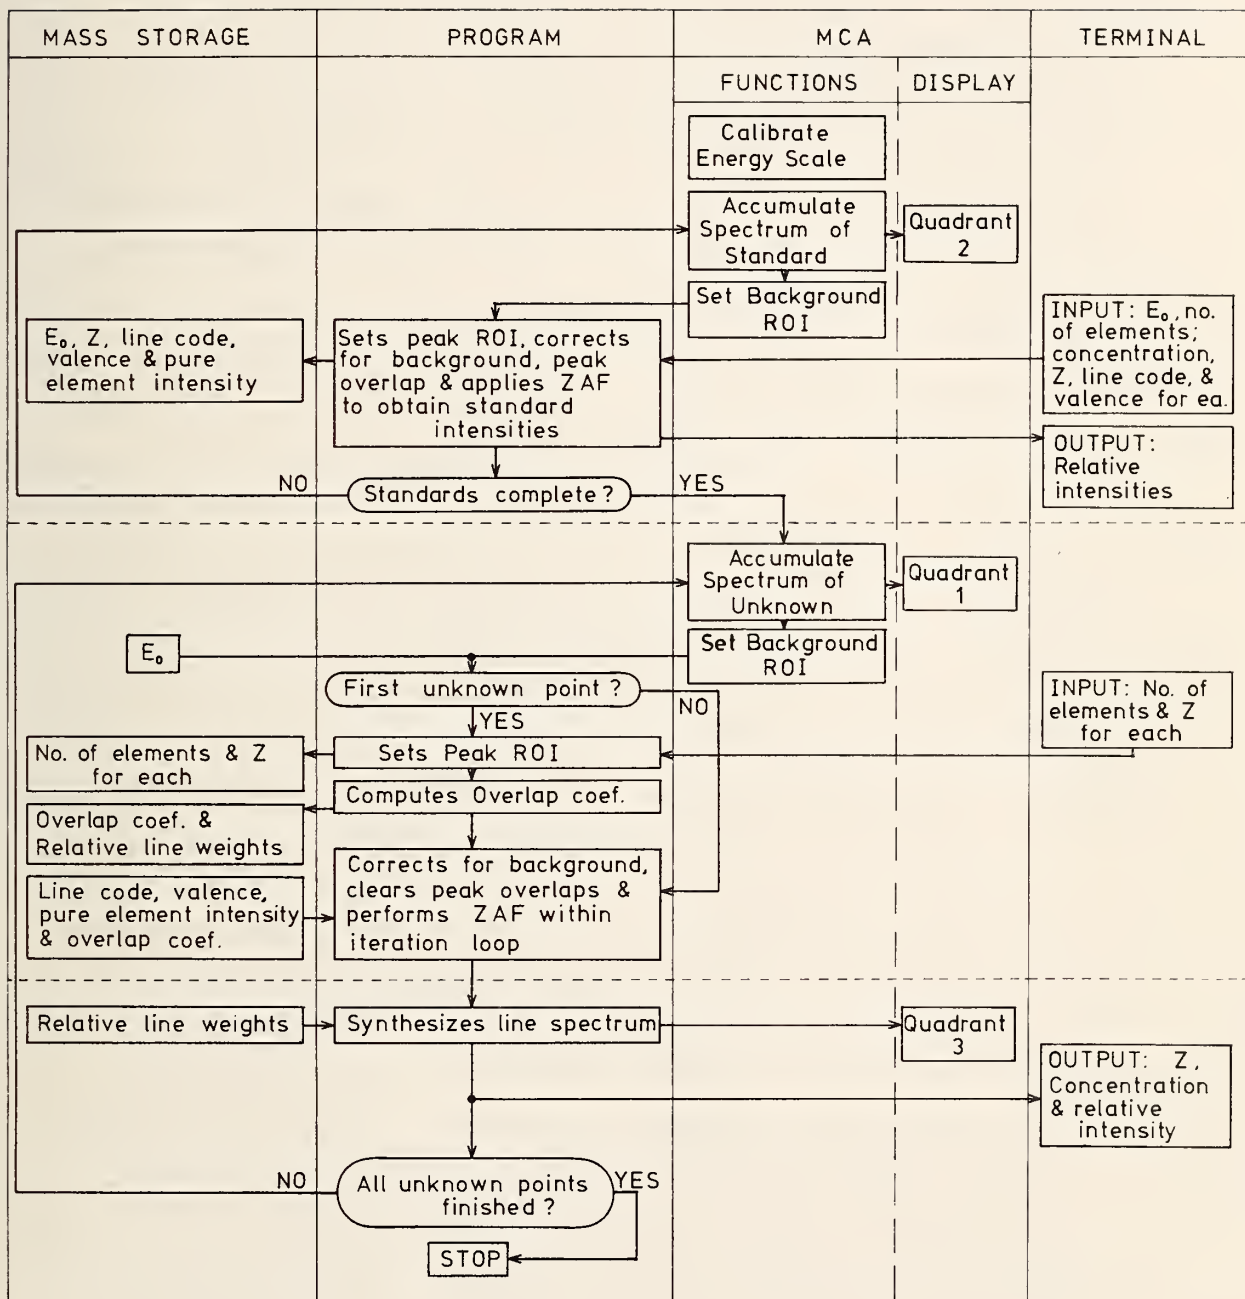 MASS STORAGE
PROGRAM
MCA
TERMINAL
FUNCTIONS
DISPLAY
Calibrate
Energy Scale
Accumulate
Spectrum of
Standard
Quadrant
2
Set Background
ROI
E₀, Z, line code,
valence & pure
element intensity
Sets peak ROI, corrects
for background, peak
overlap & applies ZAF
to obtain standard
intensities
INPUT: E₀, no.
of elements;
concentration,
Z, line code, &
valence for ea.
OUTPUT:
Relative
intensities
NO
Standards complete?
YES
Accumulate
Spectrum of
Unknown
Quadrant
1
Set Background
ROI
E₀
First unknown point?
NO
YES
INPUT: No. of
elements & Z
for each
No. of elements & Z
for each
Sets Peak ROI
Computes Overlap coef.
Overlap coef. &
Relative line weights
Line code, valence,
pure element intensity
& overlap coef.
Corrects for background,
clears peak overlaps &
performs ZAF within
iteration loop
Relative line weights
Synthesizes line spectrum
Quadrant
3
OUTPUT: Z,
Concentration
& relative
intensity
NO
All unknown points
finished?
YES
STOP